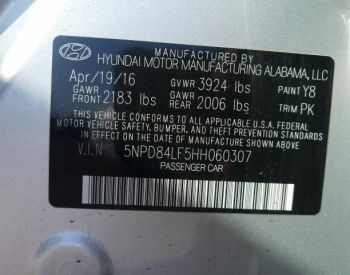 MANUFACTURED BY
HYUNDAI MOTOR MANUFACTURING ALABAMA, LLC
Apr/19/16 GVWR 3924 lbs PAINT Y8
GAWR FRONT 2183 lbs GAWR REAR 2006 lbs TRIM PK
THIS VEHICLE CONFORMS TO ALL APPLICABLE U.S.A. FEDERAL
MOTOR VEHICLE SAFETY, BUMPER, AND THEFT PREVENTION STANDARDS
IN EFFECT ON THE DATE OF MANUFACTURE SHOWN ABOVE.
V.I.N 5NPD84LF5HH060307
PASSENGER CAR